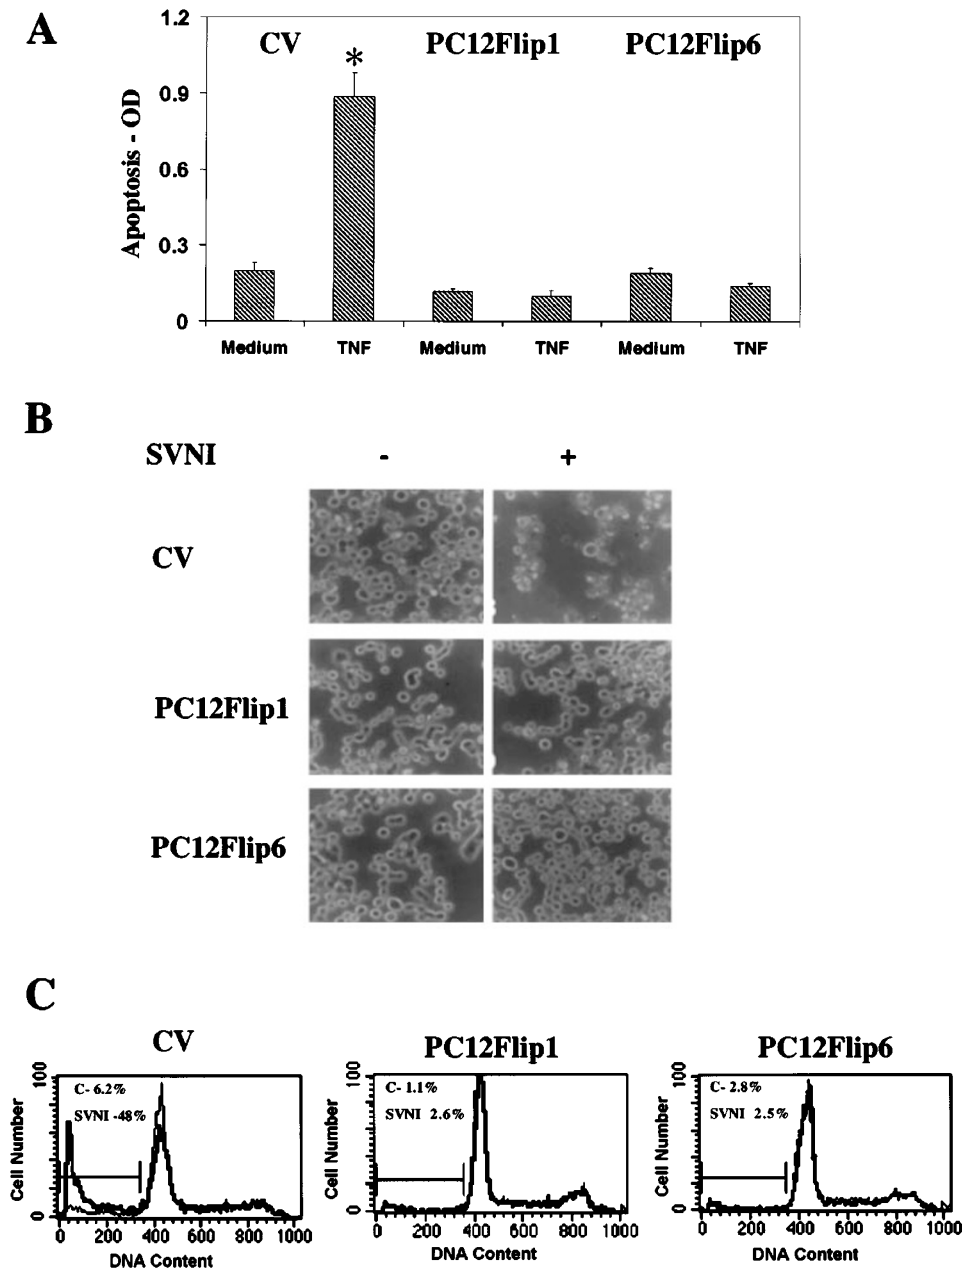 A
CV PC12Flip1 PC12Flip6
*
Apoptosis - OD
1.2
0.9
0.6
0.3
0
Medium TNF Medium TNF Medium TNF
B
SVNI - +
CV
PC12Flip1
PC12Flip6
C
CV PC12Flip1 PC12Flip6
100
Cell Number
0
C- 6.2%
SVNI -48%
0 200 400 600 800 1000
DNA Content
100
Cell Number
0
C- 1.1%
SVNI 2.6%
0 200 400 600 800 1000
DNA Content
100
Cell Number
0
C- 2.8%
SVNI 2.5%
0 200 400 600 800 1000
DNA Content